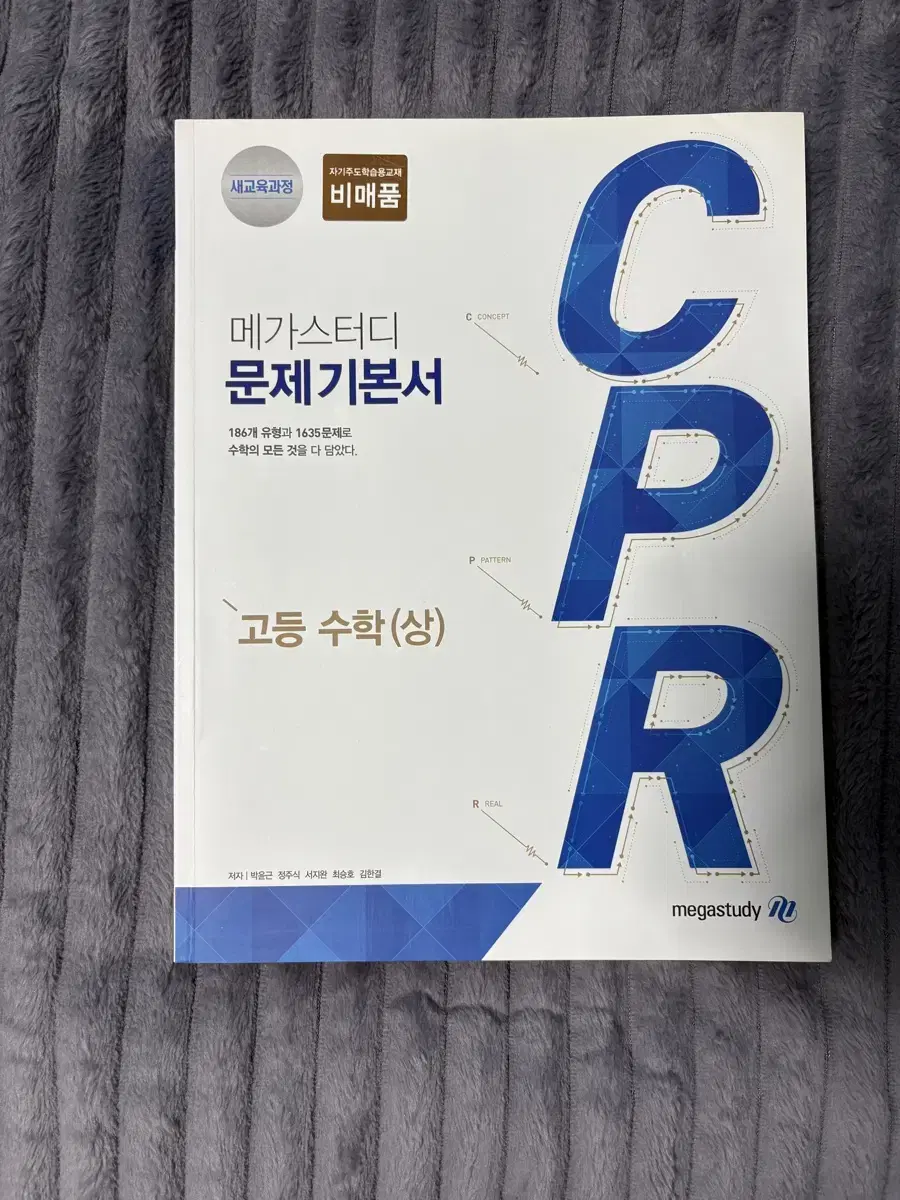 새교육과정
자기주도학습용교재
비매품
메가스터디
문제기본서
186개 유형과 1635문제로
수학의 모든 것을 다 담았다.
C CONCEPT
P PATTERN
R REAL
CPR
고등 수학(상)
저자 | 박윤근 정주식 서지완 최승호 김한결
megastudy